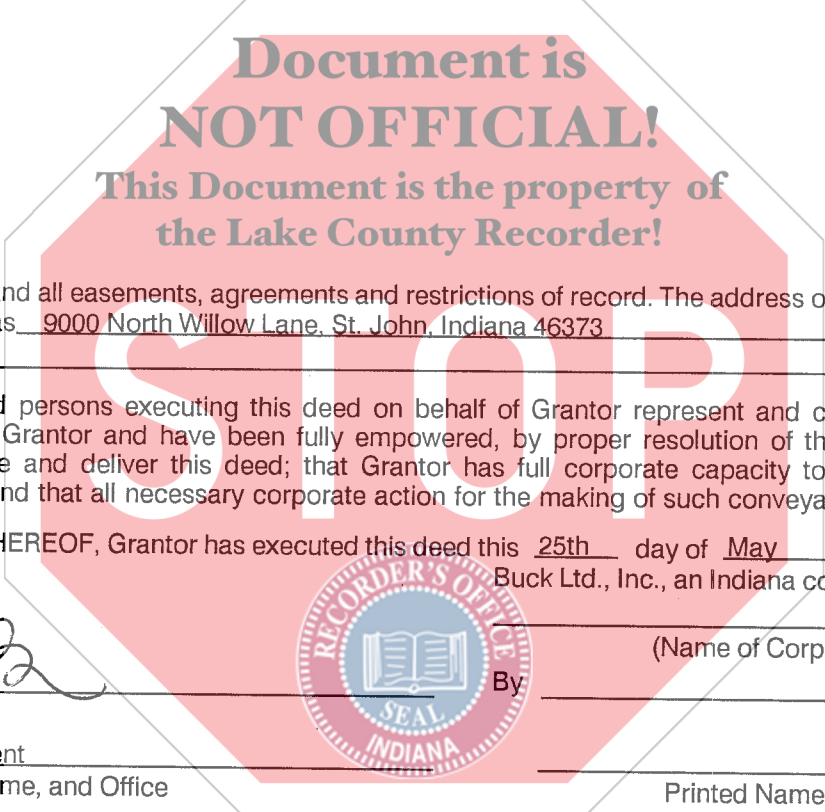 Document is
NOT OFFICIAL!
This Document is the property of
the Lake County Recorder!
nd all easements, agreements and restrictions of record. The address o
s 9000 North Willow Lane, St. John, Indiana 46373
STOP
d persons executing this deed on behalf of Grantor represent and c
Grantor and have been fully empowered, by proper resolution of th
e and deliver this deed; that Grantor has full corporate capacity to
nd that all necessary corporate action for the making of such conveya
HEREOF, Grantor has executed this deed this 25th day of May
Buck Ltd., Inc., an Indiana co
RECORDER'S OFFICE
SEAL
INDIANA
(Name of Corp
By
ent
me, and Office
Printed Name